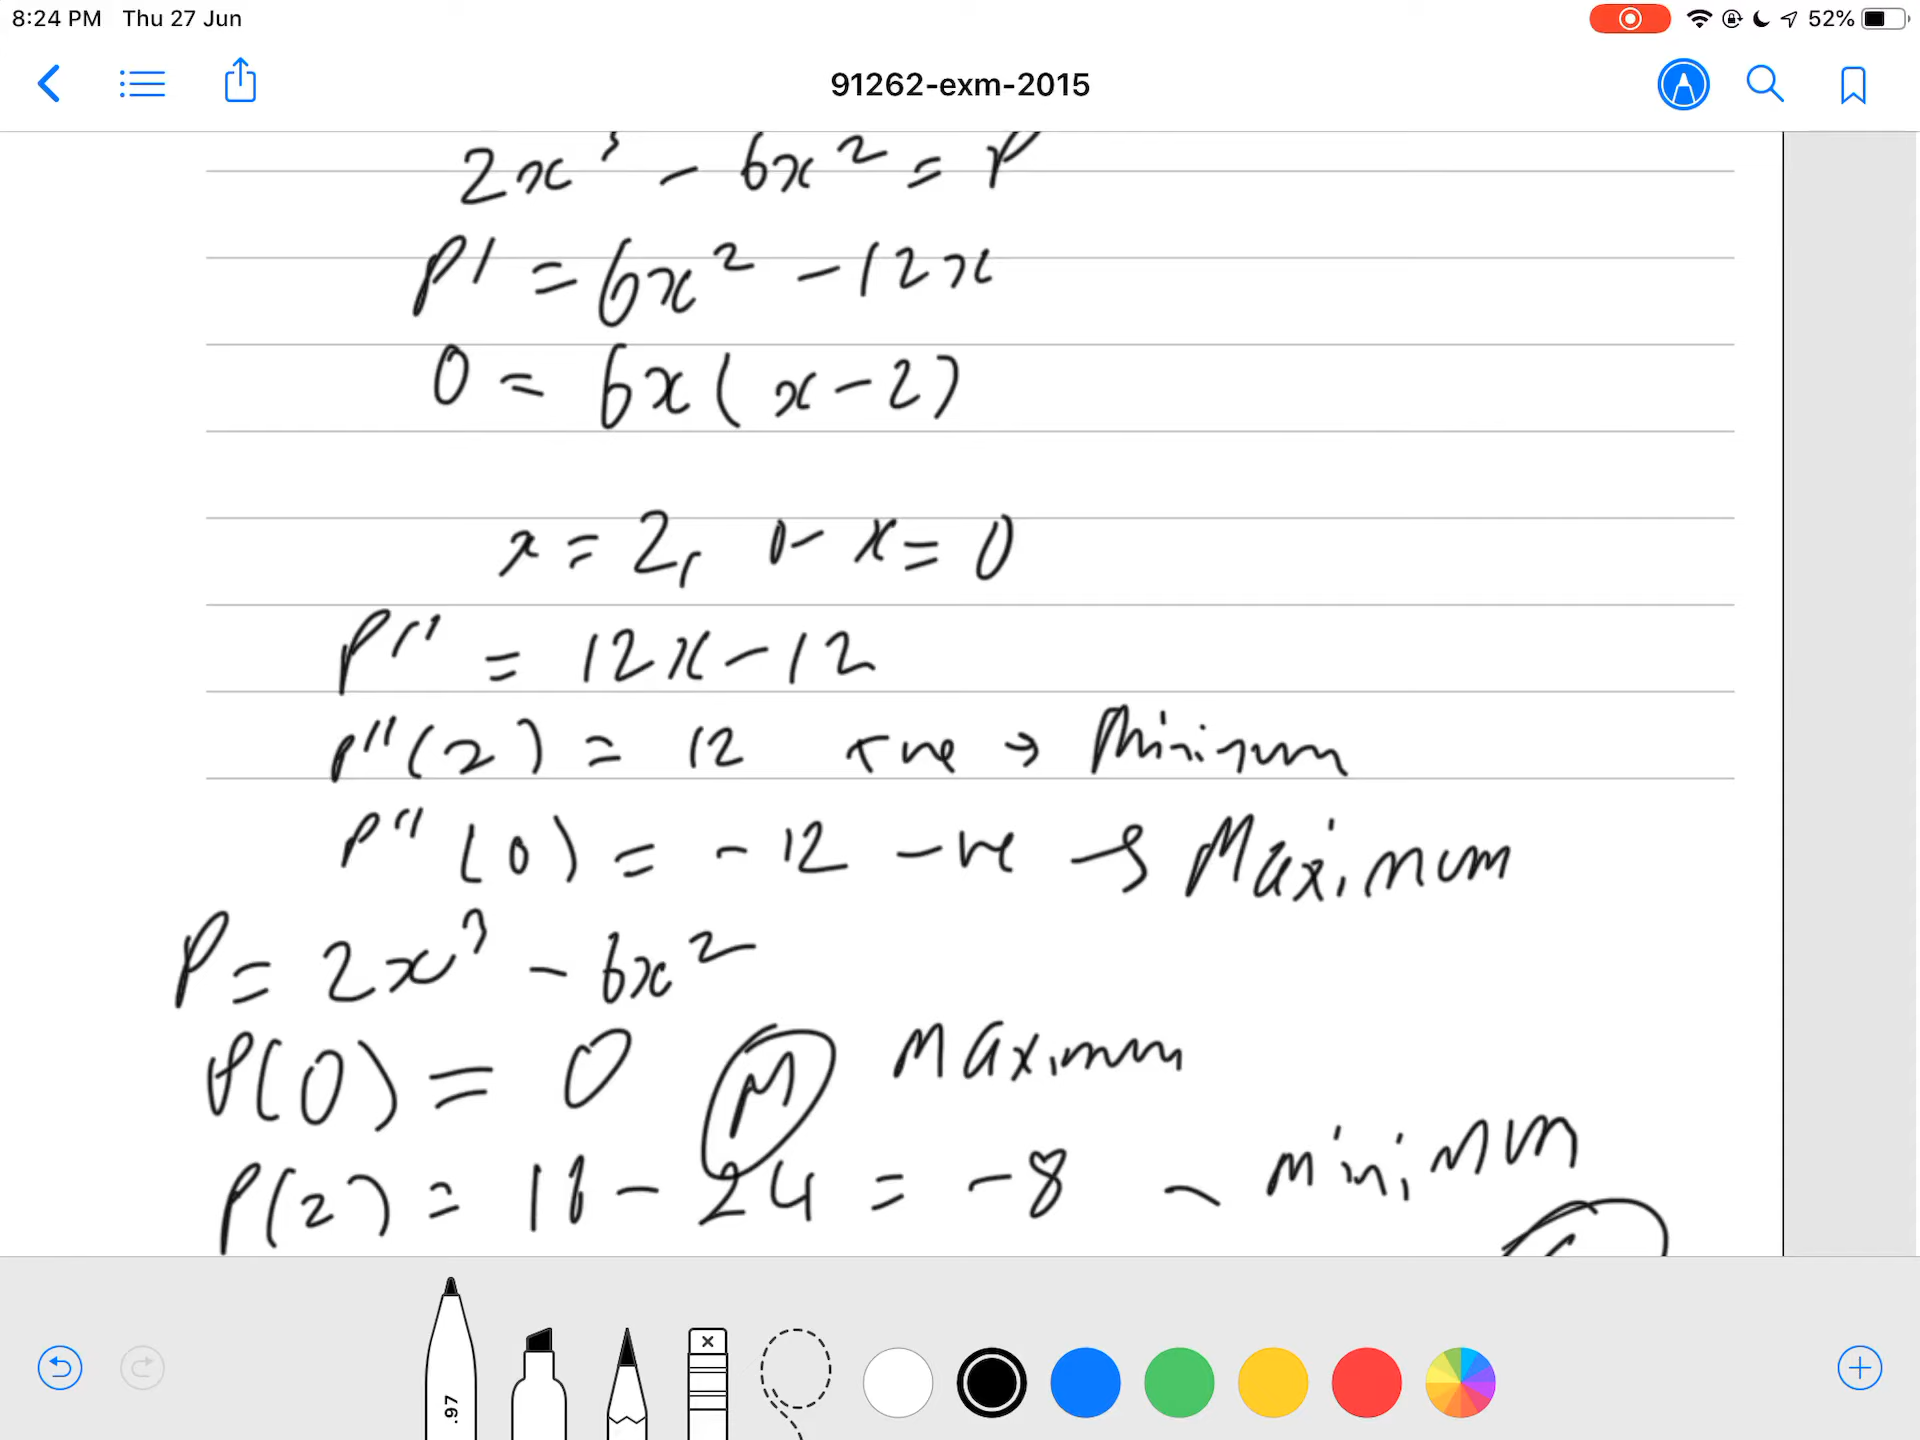 8:24 PM Thu 27 Jun 52%
91262-exm-2015
2x³ - 6x² = P
P' = 6x² - 12x
0 = 6x(x-2)
x = 2, or x = 0
P'' = 12x - 12
P''(2) = 12 +ve → Minimum
P''(0) = -12 -ve → Maximum
P = 2x³ - 6x²
P(0) = 0 M Maximum
P(2) = 16 - 24 = -8 - minimum
.97